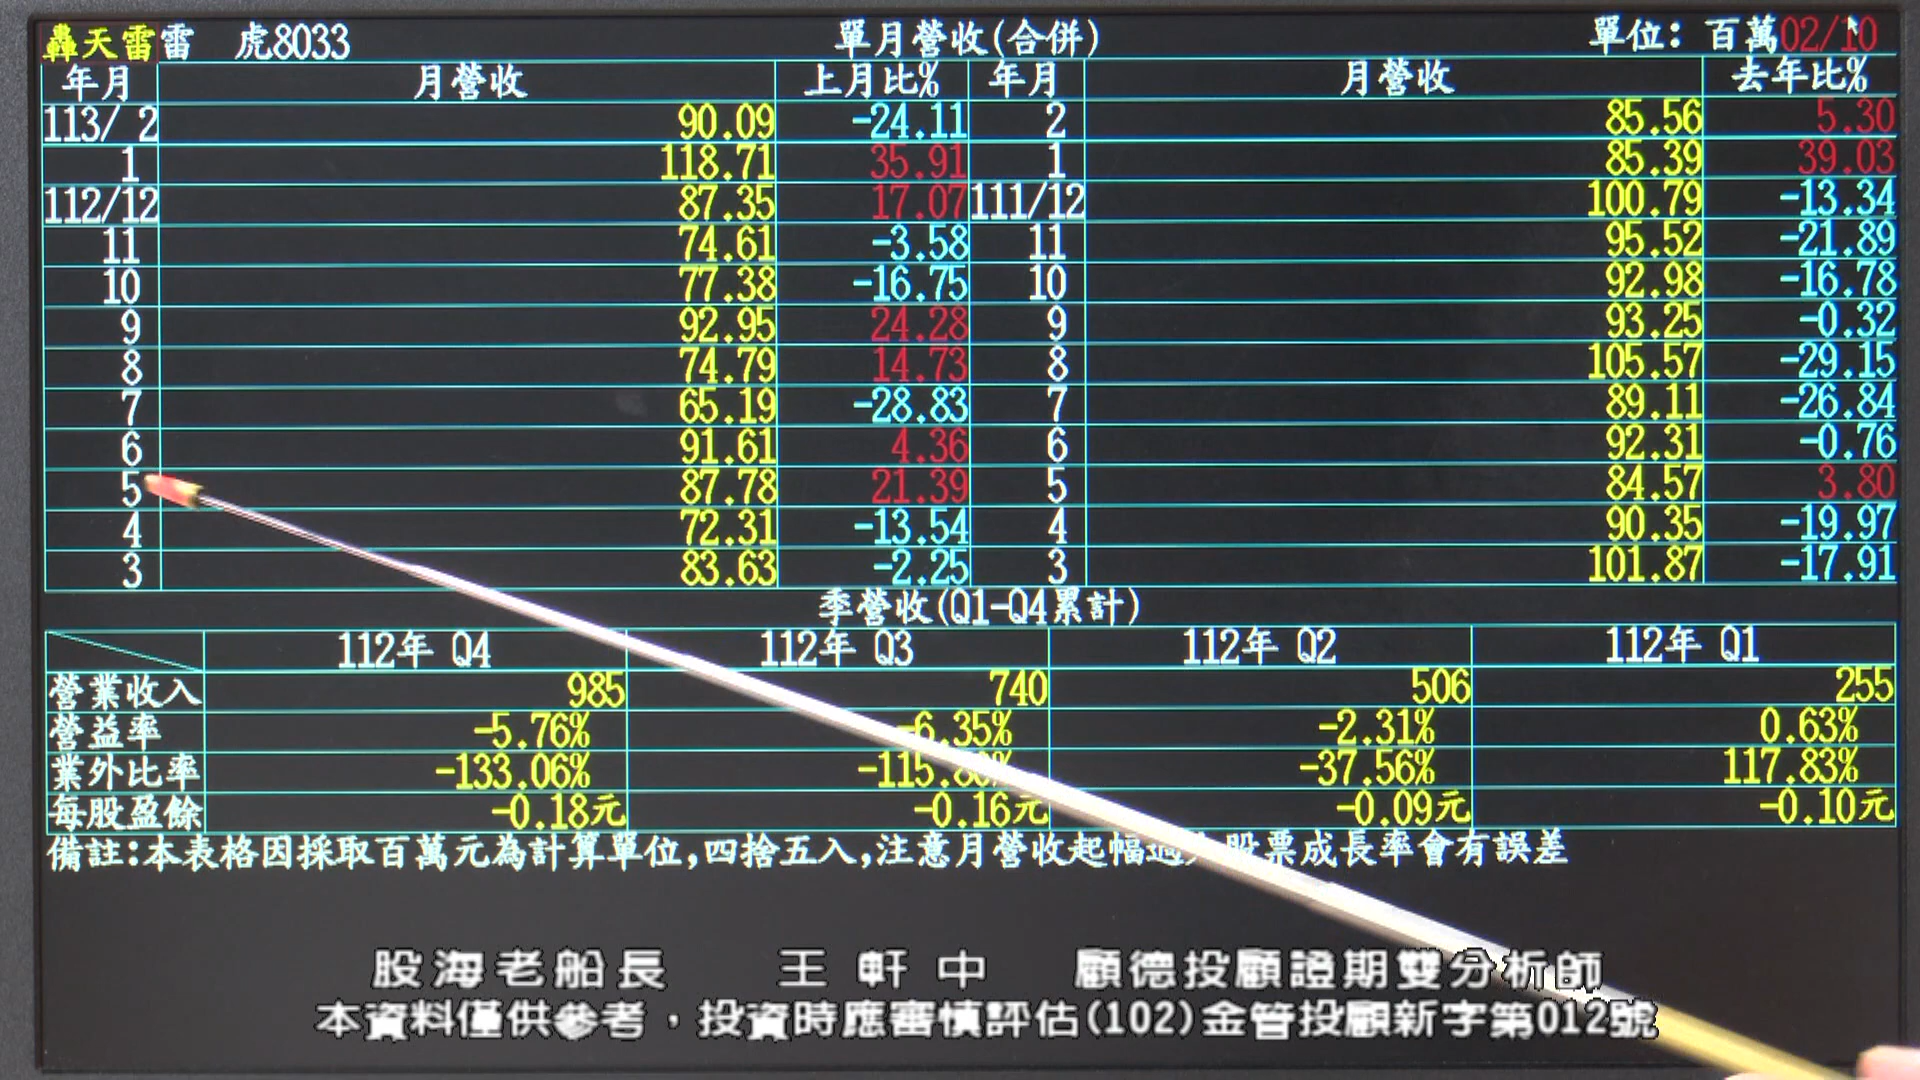 轟天雷雷 虎8033 單月營收(合併) 單位: 百萬02/10
年月 月營收 上月比% 年月 月營收 去年比%
113/ 2 90.09 -24.11 2 85.56 5.30
1 118.71 35.91 1 85.39 39.03
112/12 87.35 17.07 111/12 100.79 -13.34
11 74.61 -3.58 11 95.52 -21.89
10 77.38 -16.75 10 92.98 -16.78
9 92.95 24.28 9 93.25 -0.32
8 74.79 14.73 8 105.57 -29.15
7 65.19 -28.83 7 89.11 -26.84
6 91.61 4.36 6 92.31 -0.76
5 87.78 21.39 5 84.57 3.80
4 72.31 -13.54 4 90.35 -19.97
3 83.63 -2.25 3 101.87 -17.91
季營收(Q1-Q4累計)
112年 Q4 112年 Q3 112年 Q2 112年 Q1
營業收入 985 740 506 255
營益率 -5.76% -6.35% -2.31% 0.63%
業外比率 -133.06% -37.56% 117.83%
每股盈餘 -0.18元 -0.16元 -0.09元 -0.10元
備註:本表格因採取百萬元為計算單位,四捨五入,注意月營收起幅 股票成長率會有誤差
股海老船長 王軒中 顧德投顧證期雙分析師
本資料僅供參考，投資時應審慎評估(102)金管投顧新字第012號